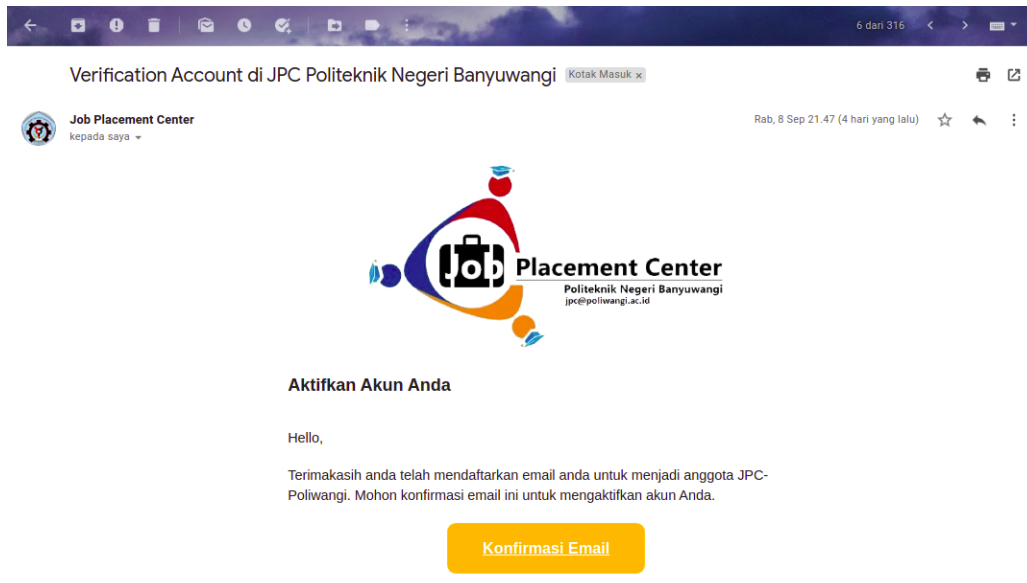 6 dari 316
Verification Account di JPC Politeknik Negeri Banyuwangi Kotak Masuk x
Job Placement Center Rab, 8 Sep 21.47 (4 hari yang lalu)
kepada saya
Job Placement Center
Politeknik Negeri Banyuwangi
jpc@poliwangi.ac.id
Aktifkan Akun Anda
Hello,
Terimakasih anda telah mendaftarkan email anda untuk menjadi anggota JPC-
Poliwangi. Mohon konfirmasi email ini untuk mengaktifkan akun Anda.
Konfirmasi Email